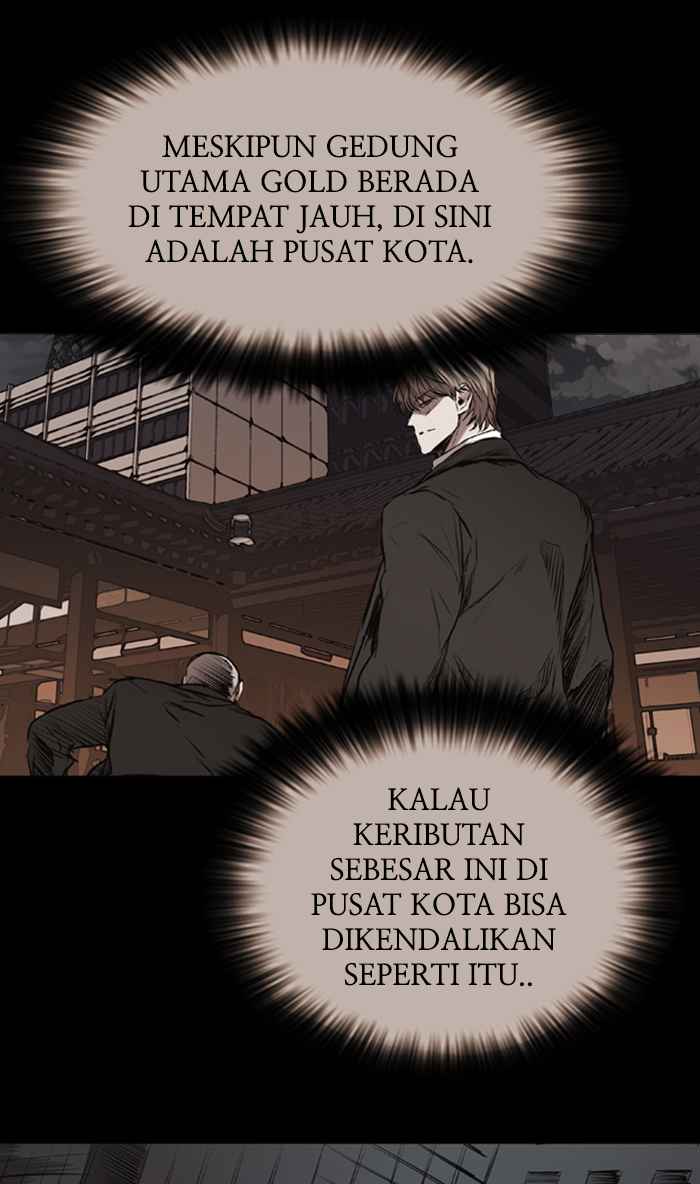 MESKIPUN GEDUNG
UTAMA GOLD BERADA
DI TEMPAT JAUH, DI SINI
ADALAH PUSAT KOTA.
KALAU
KERIBUTAN
SEBESAR INI DI
PUSAT KOTA BISA
DIKENDALIKAN
SEPERTI ITU..